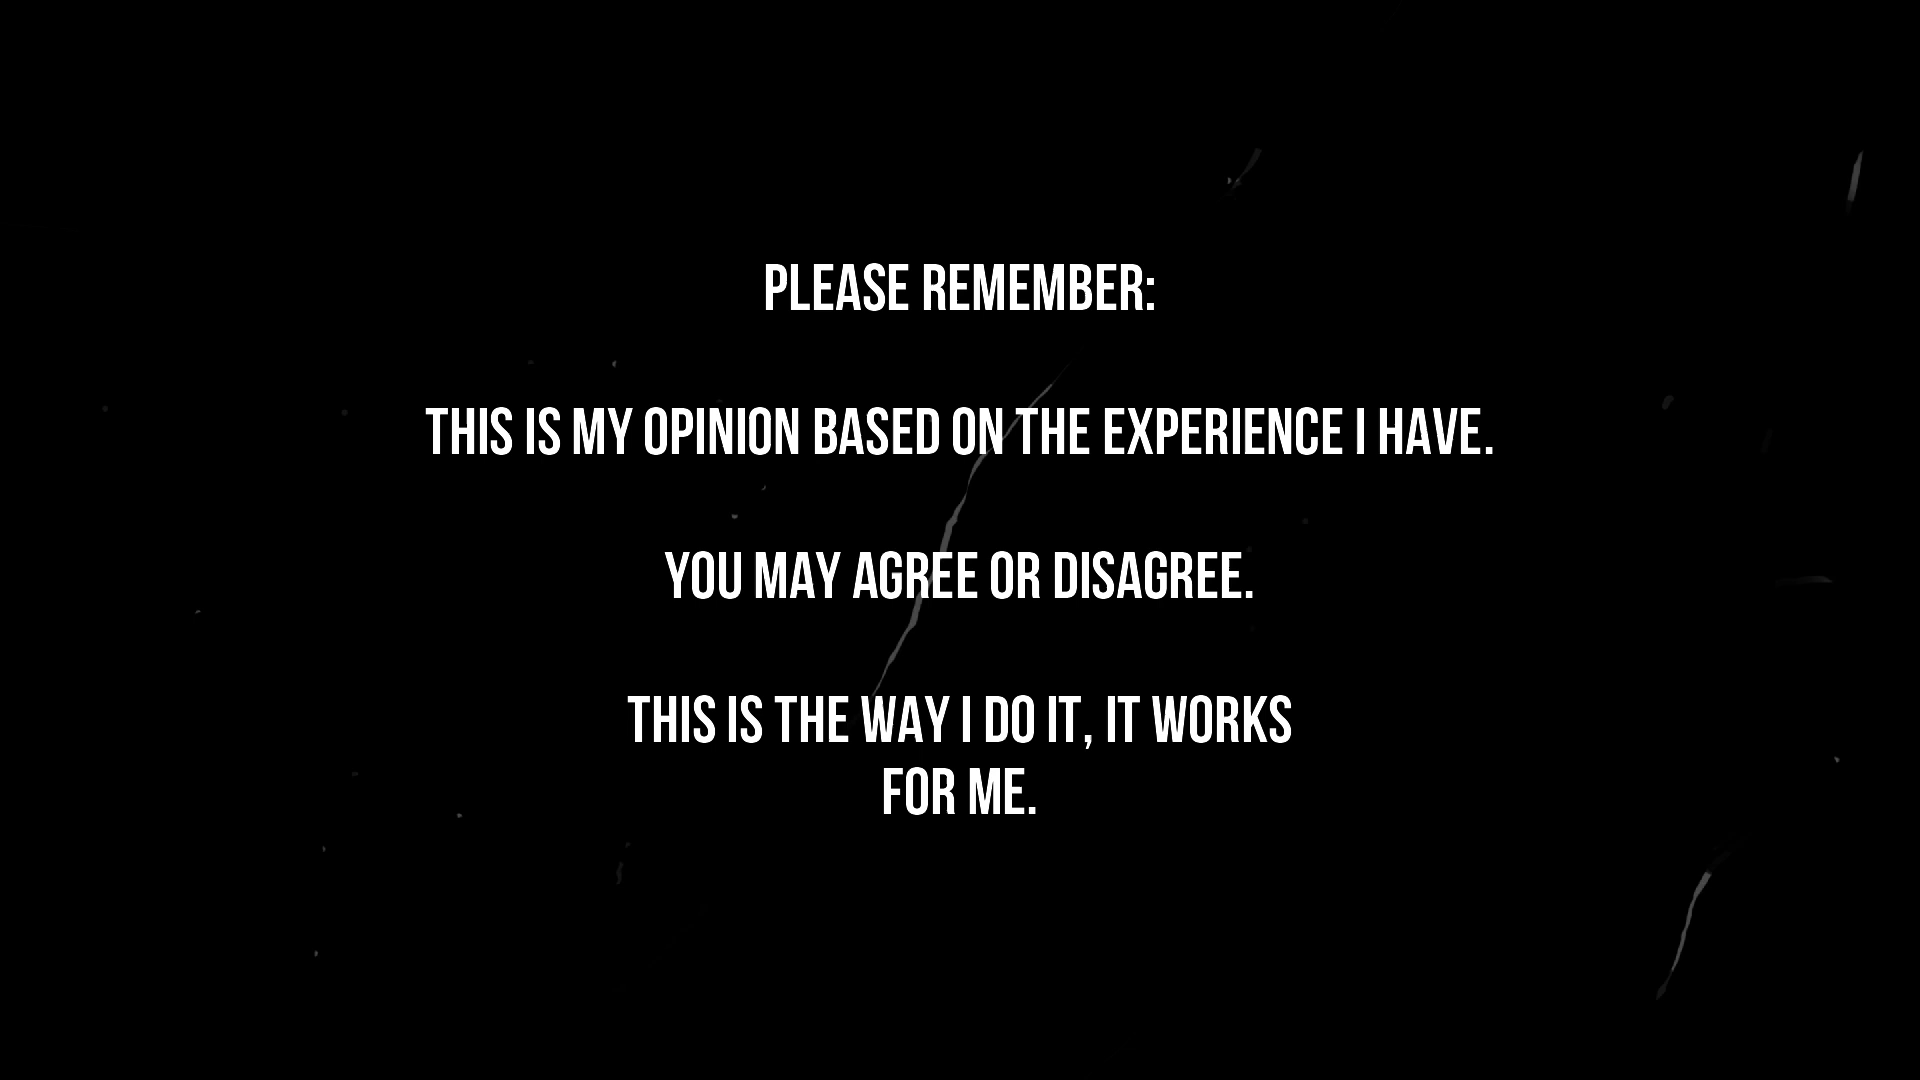 PLEASE REMEMBER:
THIS IS MY OPINION BASED ON THE EXPERIENCE I HAVE.
YOU MAY AGREE OR DISAGREE.
THIS IS THE WAY I DO IT, IT WORKS
FOR ME.